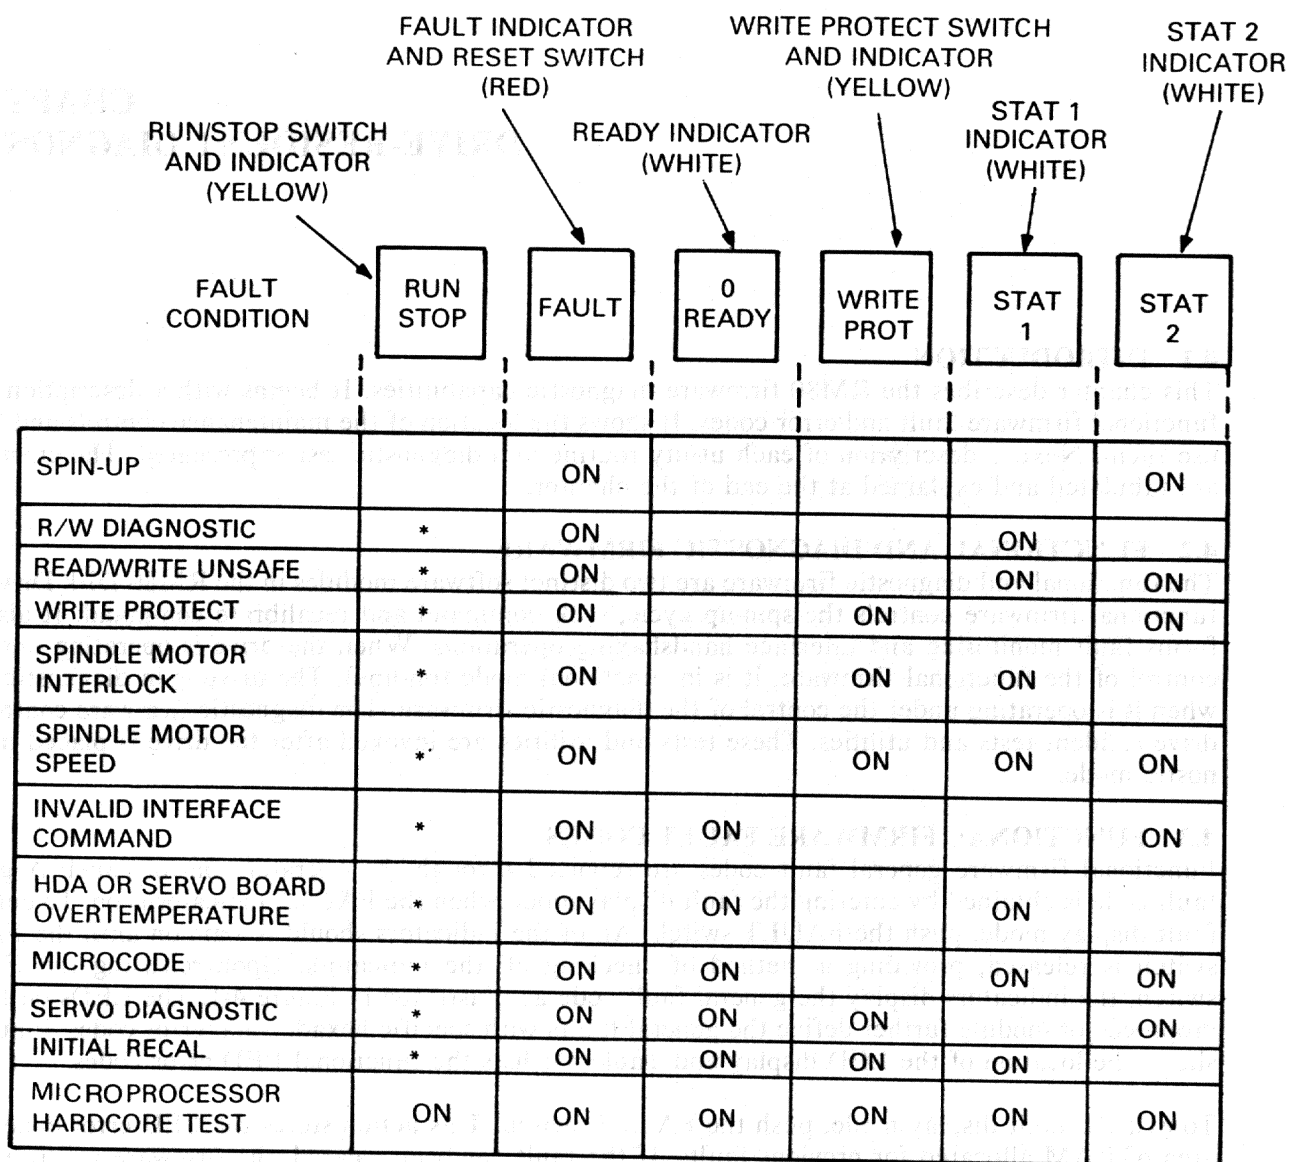 FAULT INDICATOR
AND RESET SWITCH
(RED)
WRITE PROTECT SWITCH
AND INDICATOR
(YELLOW)
STAT 2
INDICATOR
(WHITE)
RUN/STOP SWITCH
AND INDICATOR
(YELLOW)
READY INDICATOR
(WHITE)
STAT 1
INDICATOR
(WHITE)
FAULT
CONDITION
RUN
STOP
FAULT
0
READY
WRITE
PROT
STAT
1
STAT
2
SPIN-UP ON ON
R/W DIAGNOSTIC * ON ON
READ/WRITE UNSAFE * ON ON ON
WRITE PROTECT * ON ON ON
SPINDLE MOTOR
INTERLOCK * ON ON ON
SPINDLE MOTOR
SPEED * ON ON ON ON
INVALID INTERFACE
COMMAND * ON ON ON
HDA OR SERVO BOARD
OVERTEMPERATURE * ON ON ON
MICROCODE * ON ON ON ON
SERVO DIAGNOSTIC * ON ON ON ON
INITIAL RECAL * ON ON ON ON ON
MICROPROCESSOR
HARDCORE TEST ON ON ON ON ON ON